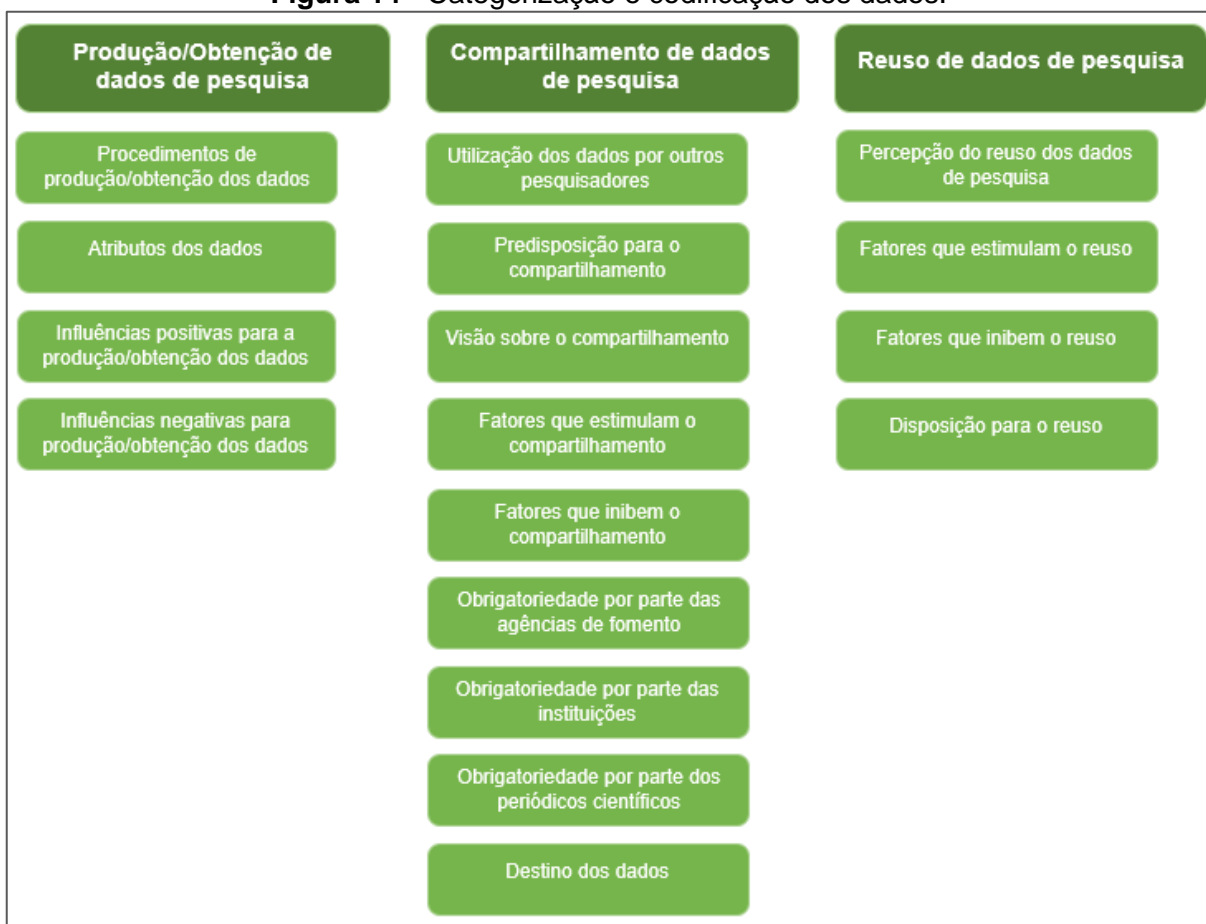 Produção/Obtenção de
dados de pesquisa
Procedimentos de
produção/obtenção dos dados
Atributos dos dados
Influências positivas para a
produção/obtenção dos dados
Influências negativas para
produção/obtenção dos dados
Compartilhamento de dados
de pesquisa
Utilização dos dados por outros
pesquisadores
Predisposição para o
compartilhamento
Visão sobre o compartilhamento
Fatores que estimulam o
compartilhamento
Fatores que inibem o
compartilhamento
Obrigatoriedade por parte das
agências de fomento
Obrigatoriedade por parte das
instituições
Obrigatoriedade por parte dos
periódicos científicos
Destino dos dados
Reuso de dados de pesquisa
Percepção do reuso dos dados
de pesquisa
Fatores que estimulam o reuso
Fatores que inibem o reuso
Disposição para o reuso